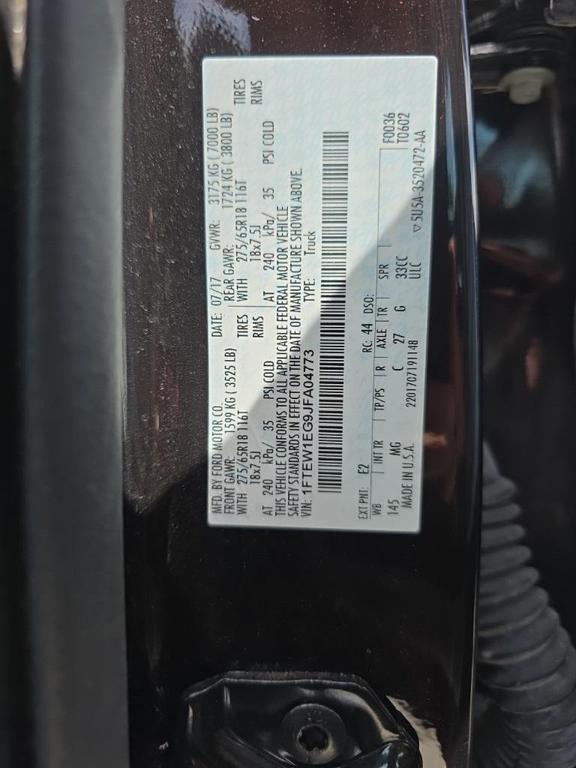 MFD. BY FORD MOTOR CO. DATE: 07/17 GVWR: 3175 KG ( 7000 LB)
FRONT GAWR: 1599 KG ( 3525 LB) REAR GAWR: 1724 KG ( 3800 LB)
WITH 275/65R18 116T TIRES WITH 275/65R18 116T TIRES
18x7.5J RIMS 18x7.5J RIMS
AT 240 kPa/ 35 PSI COLD AT 240 kPa/ 35 PSI COLD
THIS VEHICLE CONFORMS TO ALL APPLICABLE FEDERAL MOTOR VEHICLE
SAFETY STANDARDS IN EFFECT ON THE DATE OF MANUFACTURE SHOWN ABOVE.
VIN: 1FTEW1EG9JFA04773 TYPE: Truck
EXT PNT: E2 RC: 44 DSO: F0036
T0602
WB INT TR TP/PS R AXLE TR SPR
145 MG C 27 G 33CC
MADE IN U.S.A. 2201707191148 ULC ▽5U5A-3520472-AA